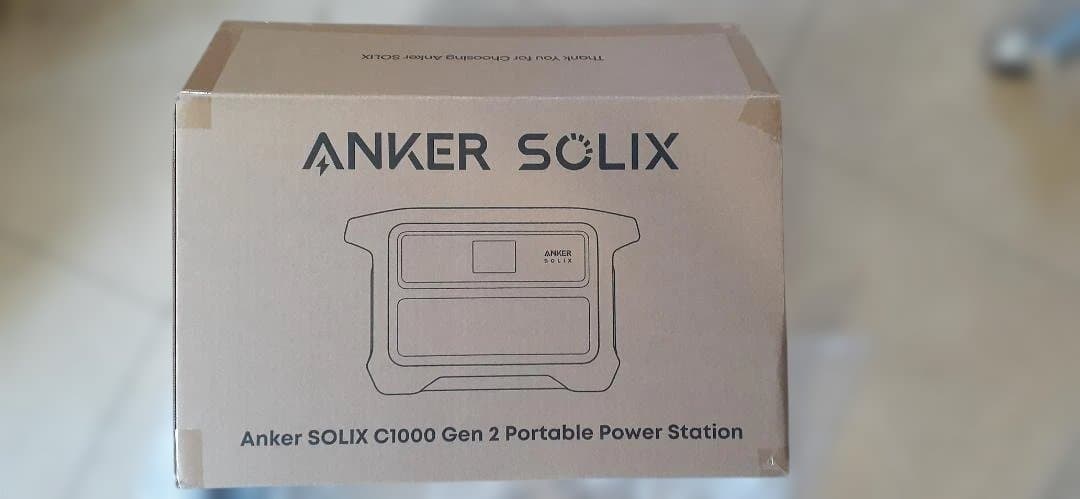 Thank You for Choosing Anker SOLIX
ANKER SOLIX
ANKER
SOLIX
Anker SOLIX C1000 Gen 2 Portable Power Station